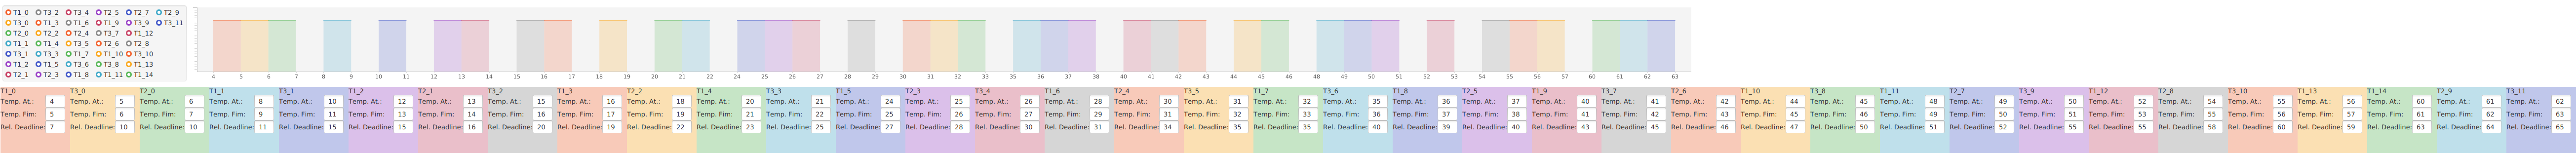 T1_0 T3_2 T3_4 T2_5 T2_7 T2_9
T3_0 T1_3 T1_6 T1_9 T3_9 T3_11
T2_0 T2_2 T2_4 T3_7 T1_12
T1_1 T1_4 T3_5 T2_6 T2_8
T3_1 T3_3 T1_7 T1_10 T3_10
T1_2 T1_5 T3_6 T3_8 T1_13
T2_1 T2_3 T1_8 T1_11 T1_14
4 5 6 7 8 9 10 11 12 13 14 15 16 17 18 19 20 21 22 24 25 26 27 28 29 30 31 32 33 35 36 37 38 40 41 42 43 44 45 46 48 49 50 51 52 53 54 55 56 57 60 61 62 63
T1_0 T3_0 T2_0 T1_1 T3_1 T1_2 T2_1 T3_2 T1_3 T2_2 T1_4 T3_3 T1_5 T2_3 T3_4 T1_6 T2_4 T3_5 T1_7 T3_6 T1_8 T2_5 T1_9 T3_7 T2_6 T1_10 T3_8 T1_11 T2_7 T3_9 T1_12 T2_8 T3_10 T1_13 T1_14 T2_9 T3_11
Temp. At.: 4 Temp. At.: 5 Temp. At.: 6 Temp. At.: 8 Temp. At.: 10 Temp. At.: 12 Temp. At.: 13 Temp. At.: 15 Temp. At.: 16 Temp. At.: 18 Temp. At.: 20 Temp. At.: 21 Temp. At.: 24 Temp. At.: 25 Temp. At.: 26 Temp. At.: 28 Temp. At.: 30 Temp. At.: 31 Temp. At.: 32 Temp. At.: 35 Temp. At.: 36 Temp. At.: 37 Temp. At.: 40 Temp. At.: 41 Temp. At.: 42 Temp. At.: 44 Temp. At.: 45 Temp. At.: 48 Temp. At.: 49 Temp. At.: 50 Temp. At.: 52 Temp. At.: 54 Temp. At.: 55 Temp. At.: 56 Temp. At.: 60 Temp. At.: 61 Temp. At.: 62
Temp. Fim: 5 Temp. Fim: 6 Temp. Fim: 7 Temp. Fim: 9 Temp. Fim: 11 Temp. Fim: 13 Temp. Fim: 14 Temp. Fim: 16 Temp. Fim: 17 Temp. Fim: 19 Temp. Fim: 21 Temp. Fim: 22 Temp. Fim: 25 Temp. Fim: 26 Temp. Fim: 27 Temp. Fim: 29 Temp. Fim: 31 Temp. Fim: 32 Temp. Fim: 33 Temp. Fim: 36 Temp. Fim: 37 Temp. Fim: 38 Temp. Fim: 41 Temp. Fim: 42 Temp. Fim: 43 Temp. Fim: 45 Temp. Fim: 46 Temp. Fim: 49 Temp. Fim: 50 Temp. Fim: 51 Temp. Fim: 53 Temp. Fim: 55 Temp. Fim: 56 Temp. Fim: 57 Temp. Fim: 61 Temp. Fim: 62 Temp. Fim: 63
Rel. Deadline: 7 Rel. Deadline: 10 Rel. Deadline: 10 Rel. Deadline: 11 Rel. Deadline: 15 Rel. Deadline: 15 Rel. Deadline: 16 Rel. Deadline: 20 Rel. Deadline: 19 Rel. Deadline: 22 Rel. Deadline: 23 Rel. Deadline: 25 Rel. Deadline: 27 Rel. Deadline: 28 Rel. Deadline: 30 Rel. Deadline: 31 Rel. Deadline: 34 Rel. Deadline: 35 Rel. Deadline: 35 Rel. Deadline: 40 Rel. Deadline: 39 Rel. Deadline: 40 Rel. Deadline: 43 Rel. Deadline: 45 Rel. Deadline: 46 Rel. Deadline: 47 Rel. Deadline: 50 Rel. Deadline: 51 Rel. Deadline: 52 Rel. Deadline: 55 Rel. Deadline: 55 Rel. Deadline: 58 Rel. Deadline: 60 Rel. Deadline: 59 Rel. Deadline: 63 Rel. Deadline: 64 Rel. Deadline: 65